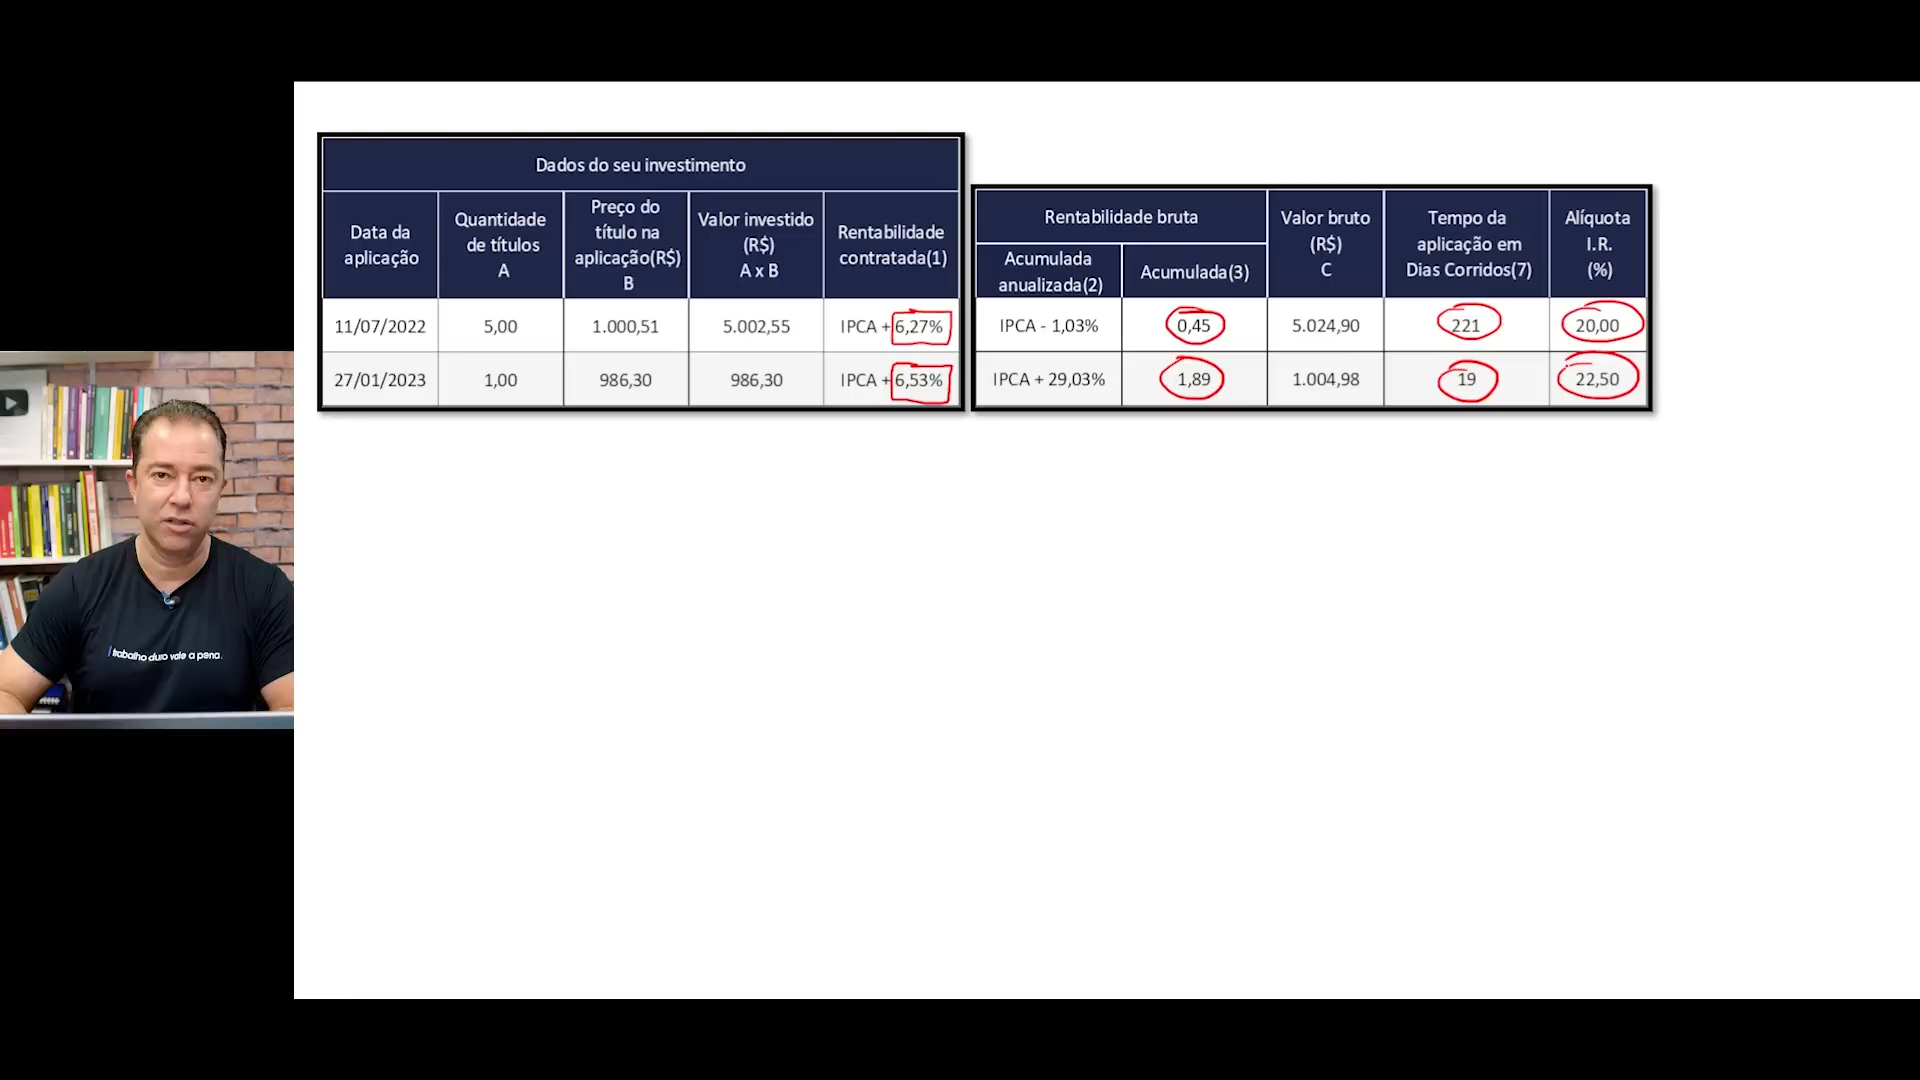 Dados do seu investimento
Data da aplicação
Quantidade de títulos A
Preço do título na aplicação(R$) B
Valor investido (R$) A x B
Rentabilidade contratada(1)
11/07/2022 5,00 1.000,51 5.002,55 IPCA + 6,27%
27/01/2023 1,00 986,30 986,30 IPCA + 6,53%
Rentabilidade bruta
Acumulada anualizada(2)
Acumulada(3)
Valor bruto (R$) C
Tempo da aplicação em Dias Corridos(7)
Alíquota I.R. (%)
IPCA - 1,03% 0,45 5.024,90 221 20,00
IPCA + 29,03% 1,89 1.004,98 19 22,50
trabalho duro vale a pena.